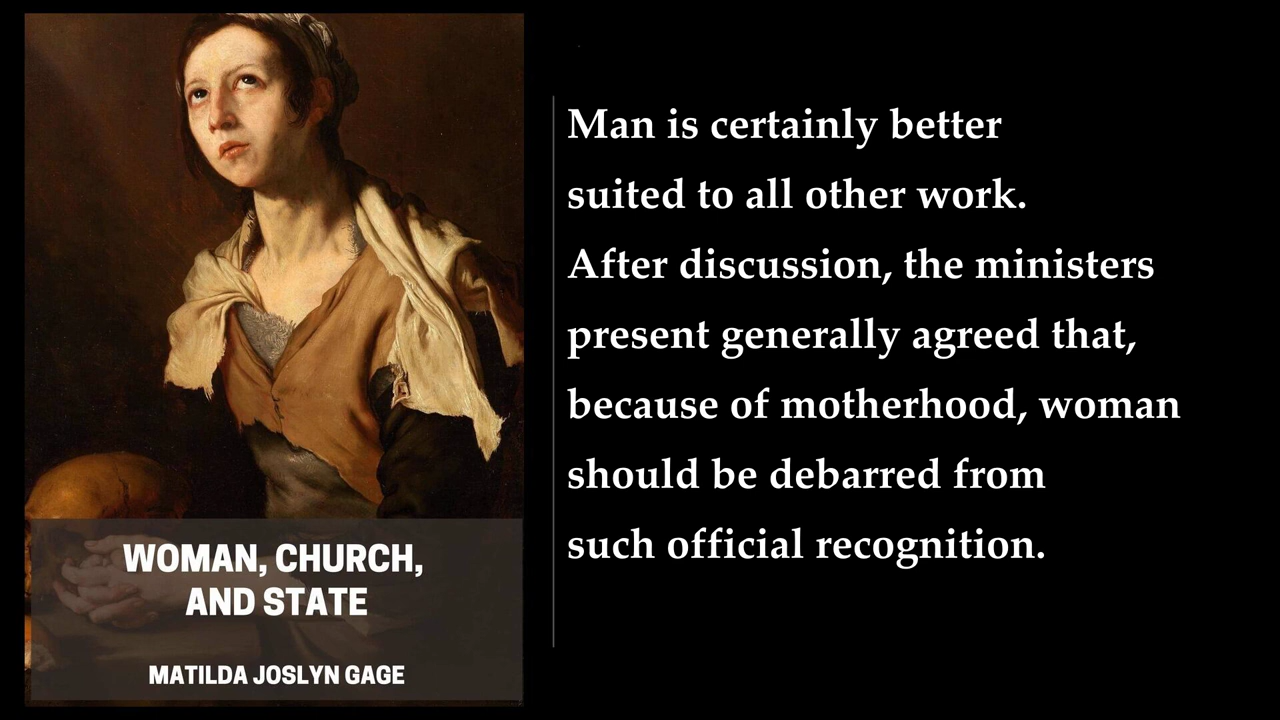 WOMAN, CHURCH,
AND STATE
MATILDA JOSLYN GAGE
Man is certainly better
suited to all other work.
After discussion, the ministers
present generally agreed that,
because of motherhood, woman
should be debarred from
such official recognition.